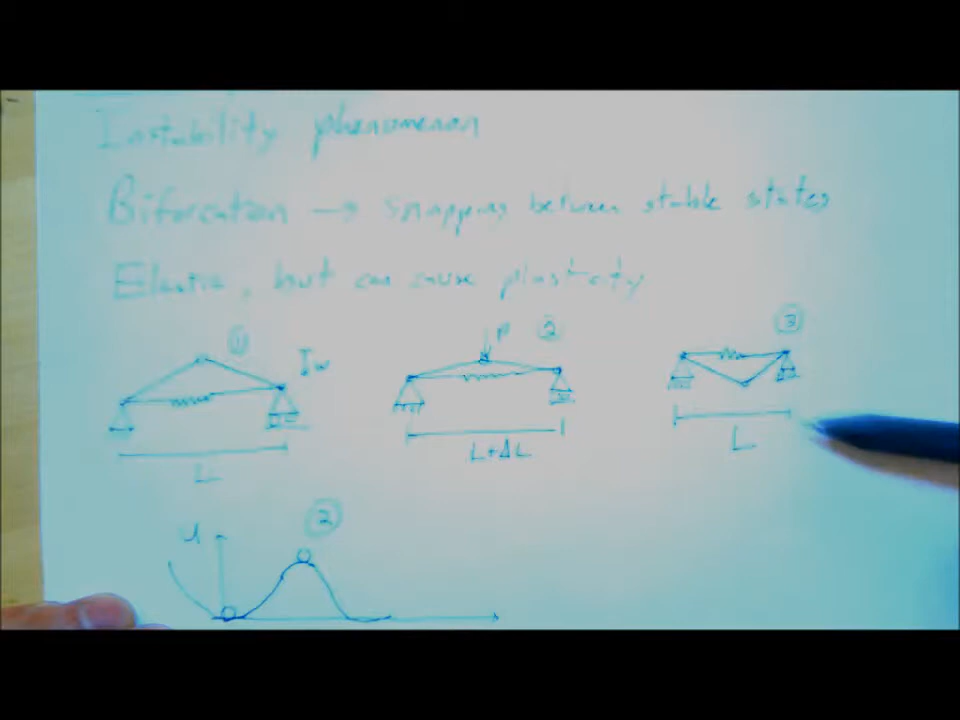 Instability phenomenon
Bifurcation → snapping between stable states
Elastic, but can cause plasticity
① ② ③
P
L L+ΔL L
②
U